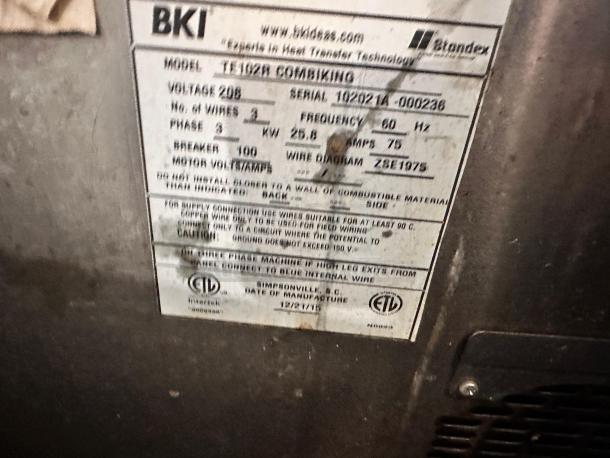 BKI
www.bkideas.com
"Experts in Heat Transfer Technology"
Standex
MODEL TE102R COMBIKING
VOLTAGE 208 SERIAL 102021A -000236
No. of WIRES 3 FREQUENCY 60 Hz
PHASE 3 KW 25.8 AMPS 75
BREAKER 100 WIRE DIAGRAM ZSE1975
MOTOR VOLTS/AMPS --- / ---
DO NOT INSTALL CLOSER TO A WALL OF COMBUSTIBLE MATERIAL
THAN INDICATED: BACK SIDE
FOR SUPPLY CONNECTION USE WIRES SUITABLE FOR AT LEAST 90 C.
COPPER WIRE ONLY TO BE USED FOR FIELD WIRING
CAUTION: CONNECT ONLY TO A CIRCUIT WHERE THE POTENTIAL TO
GROUND DOES NOT EXCEED 150 V.
THREE PHASE MACHINE IF HIGH LEG EXITS FROM
PANEL CONNECT TO BLUE INTERNAL WIRE
ETL
Intertek
SIMPSONVILLE, S.C.
DATE OF MANUFACTURE
12/21/15
ETL